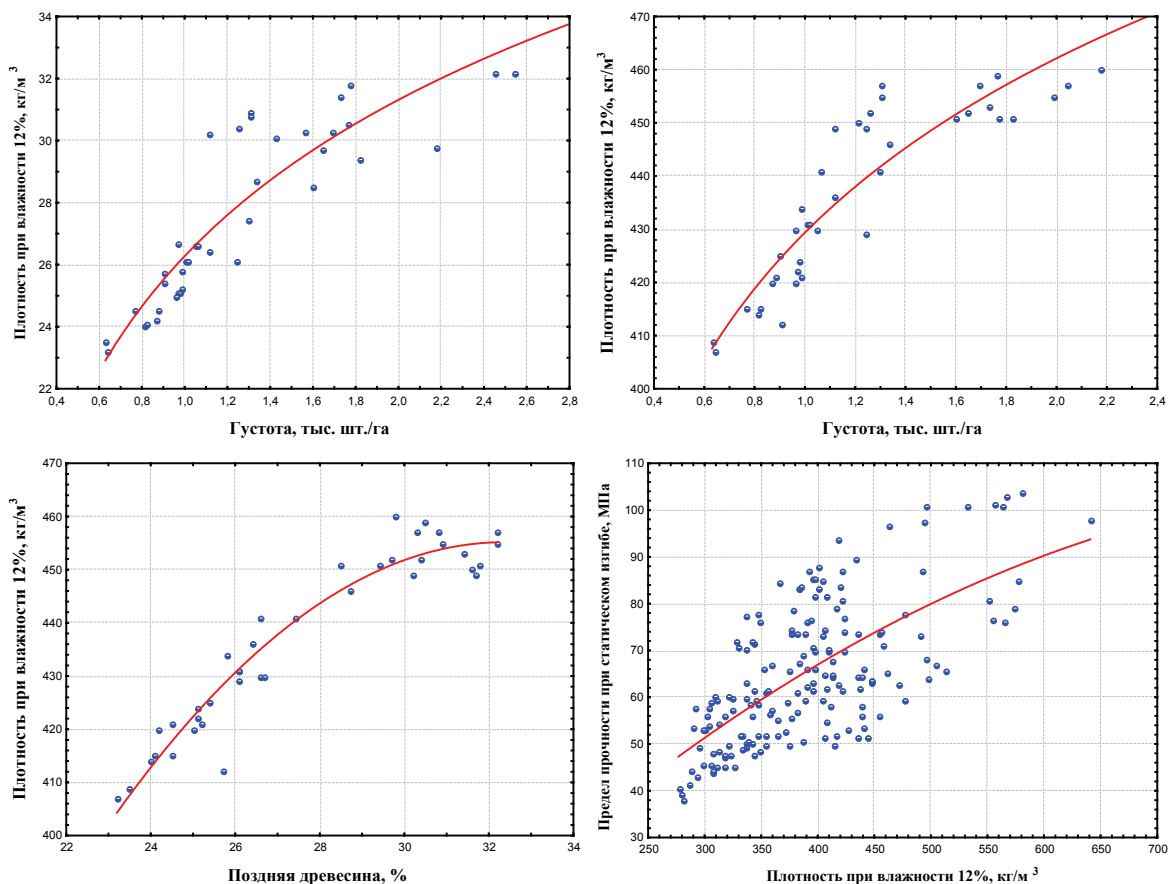 34
32
30
28
26
24
22
0,4 0,6 0,8 1,0 1,2 1,4 1,6 1,8 2,0 2,2 2,4 2,6 2,8
Плотность при влажности 12%, кг/м 3
Густота, тыс. шт./га
470
460
450
440
430
420
410
400
0,4 0,6 0,8 1,0 1,2 1,4 1,6 1,8 2,0 2,2 2,4
Плотность при влажности 12%, кг/м 3
Густота, тыс. шт./га
470
460
450
440
430
420
410
400
22 24 26 28 30 32 34
Плотность при влажности 12%, кг/м3
Поздняя древесина, %
110
100
90
80
70
60
50
40
30
250 300 350 400 450 500 550 600 650 700
Предел прочности при статическом изгибе, МПа
Плотность при влажности 12%, кг/м 3